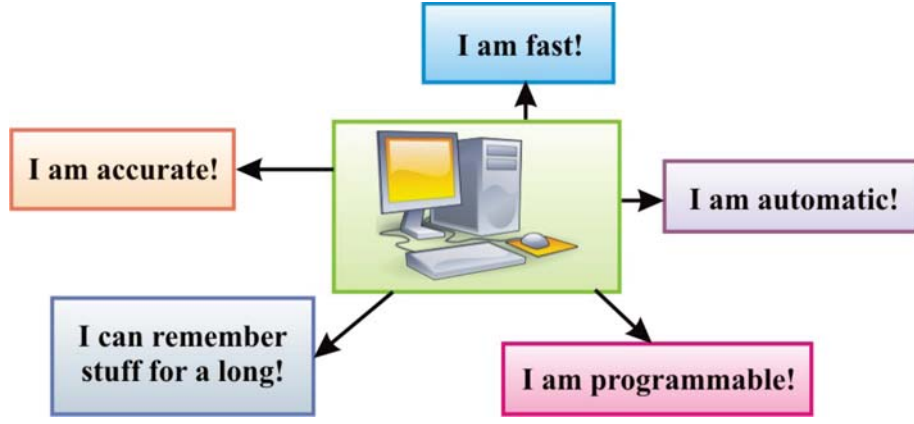 I am fast!
I am accurate!
I am automatic!
I can remember
stuff for a long!
I am programmable!